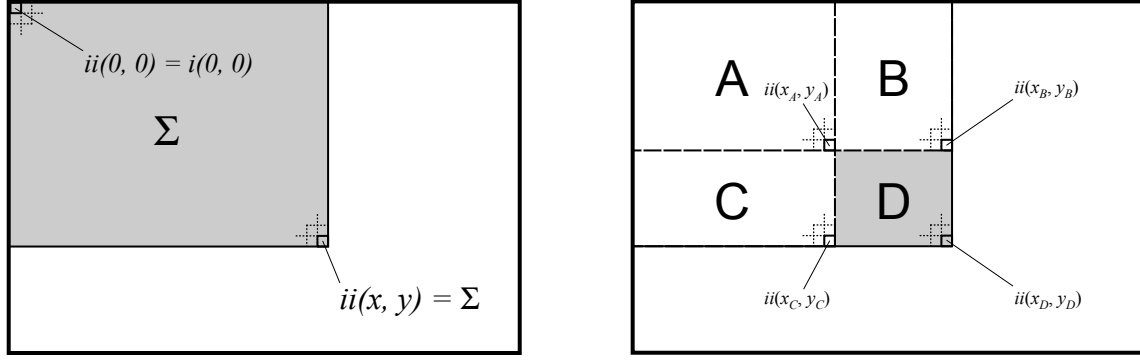 ii(0, 0) = i(0, 0)
Σ
ii(x, y) = Σ
A
B
ii(x_A, y_A)
ii(x_B, y_B)
C
D
ii(x_C, y_C)
ii(x_D, y_D)